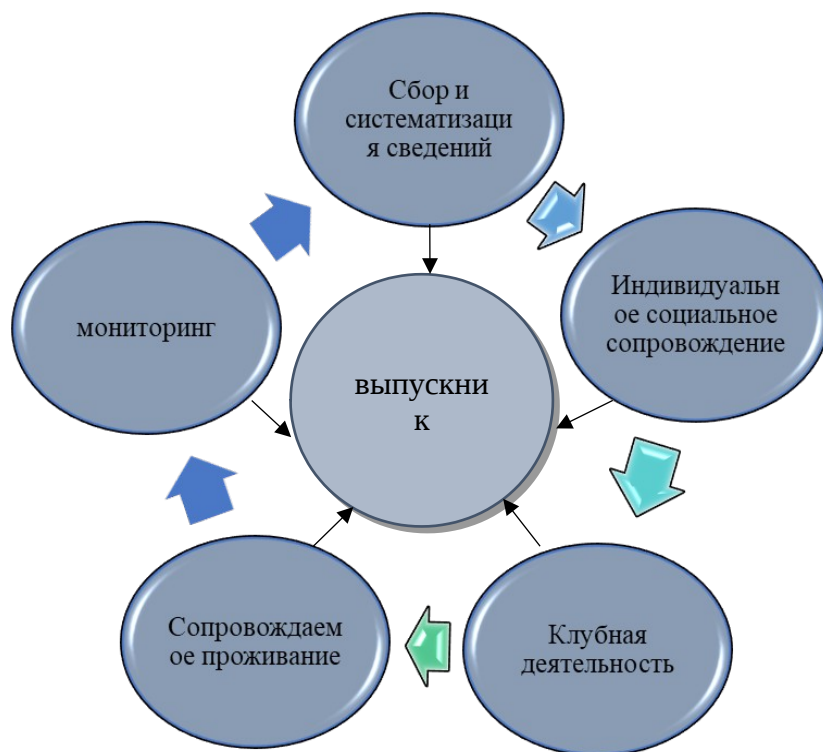 Сбор и
систематизаци
я сведений
Индивидуальн
ое социальное
сопровождение
мониторинг
выпускни
к
Сопровождаем
ое проживание
Клубная
деятельность